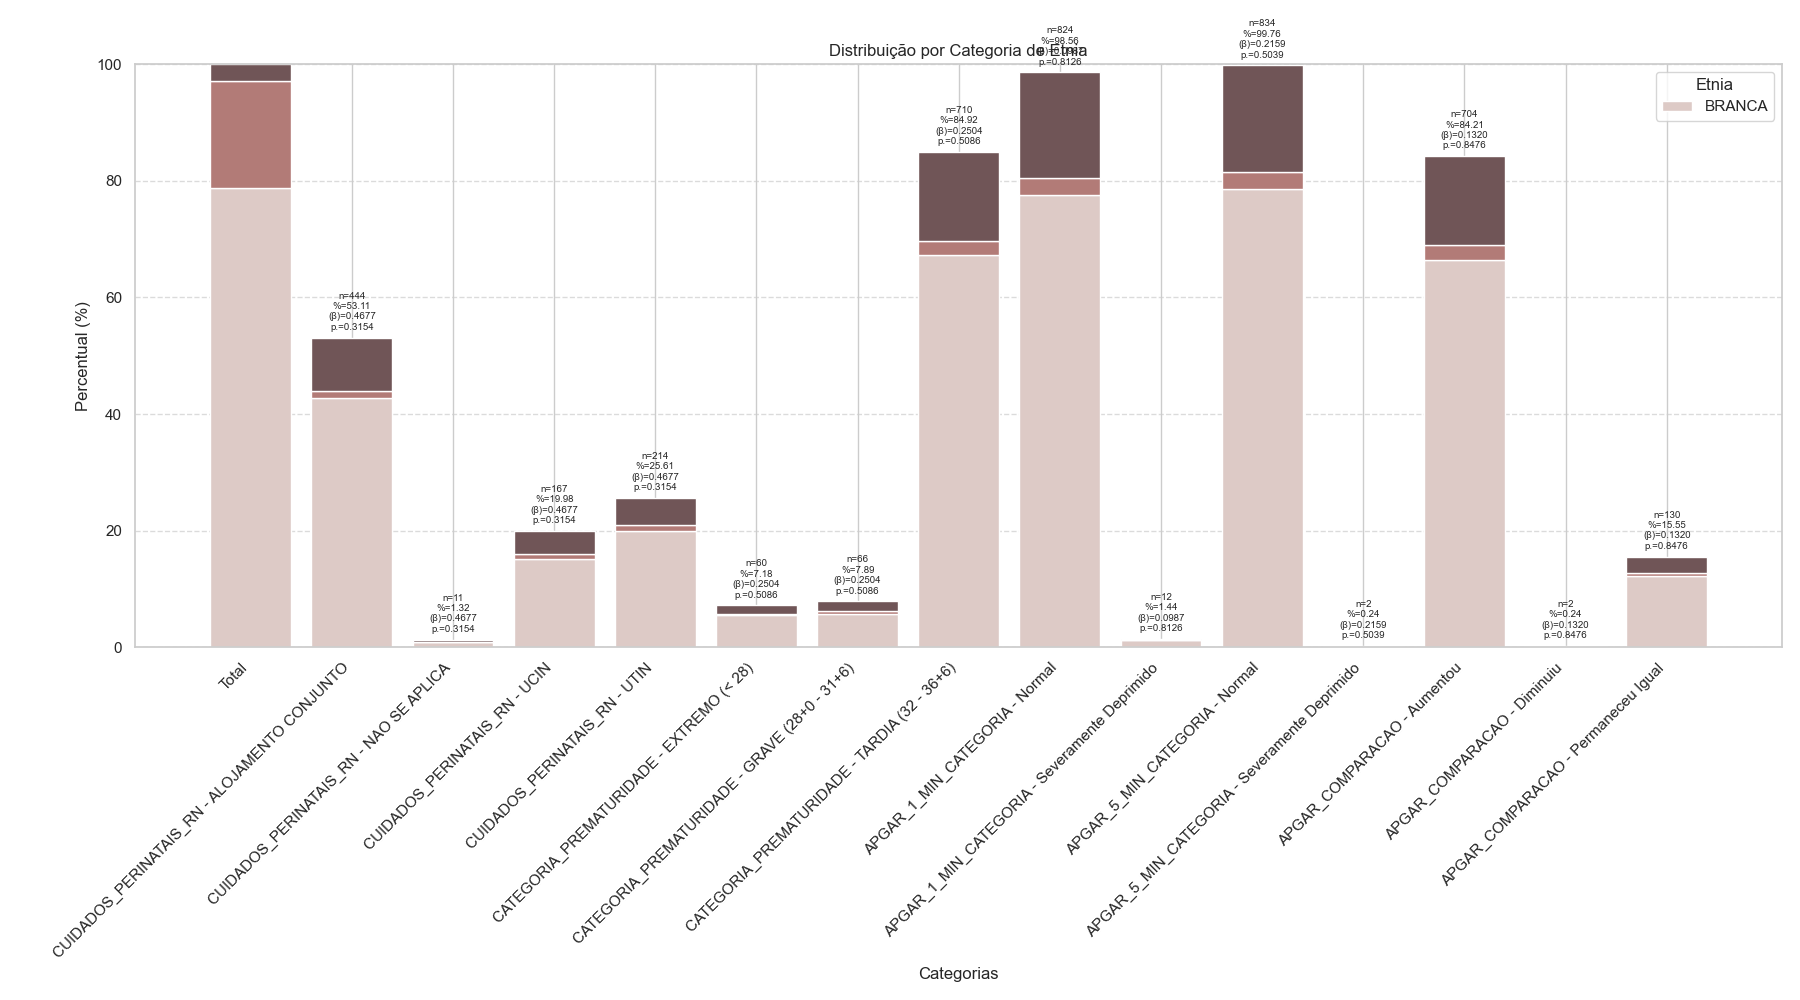 Distribuição por Categoria de Etnia
n=824
%=98.56
(β)=0.0987
p.=0.8126
n=834
%=99.76
(β)=0.2159
p.=0.5039
n=710
%=84.92
(β)=0.2504
p.=0.5086
n=704
%=84.21
(β)=0.1320
p.=0.8476
Etnia
BRANCA
n=444
%=53.11
(β)=0.4677
p.=0.3154
n=11
%=1.32
(β)=0.4677
p.=0.3154
n=167
%=19.98
(β)=0.4677
p.=0.3154
n=214
%=25.61
(β)=0.4677
p.=0.3154
n=60
%=7.18
(β)=0.2504
p.=0.5086
n=66
%=7.89
(β)=0.2504
p.=0.5086
n=12
%=1.44
(β)=0.0987
p.=0.8126
n=2
%=0.24
(β)=0.2159
p.=0.5039
n=2
%=0.24
(β)=0.1320
p.=0.8476
n=130
%=15.55
(β)=0.1320
p.=0.8476
Percentual (%)
100
80
60
40
20
0
Total
CUIDADOS_PERINATAIS_RN - ALOJAMENTO CONJUNTO
CUIDADOS_PERINATAIS_RN - NAO SE APLICA
CUIDADOS_PERINATAIS_RN - UCIN
CUIDADOS_PERINATAIS_RN - UTIN
CATEGORIA_PREMATURIDADE - EXTREMO (< 28)
CATEGORIA_PREMATURIDADE - GRAVE (28+0 - 31+6)
CATEGORIA_PREMATURIDADE - TARDIA (32 - 36+6)
APGAR_1_MIN_CATEGORIA - Normal
APGAR_1_MIN_CATEGORIA - Severamente Deprimido
APGAR_5_MIN_CATEGORIA - Normal
APGAR_5_MIN_CATEGORIA - Severamente Deprimido
APGAR_COMPARACAO - Aumentou
APGAR_COMPARACAO - Diminuiu
APGAR_COMPARACAO - Permaneceu Igual
Categorias